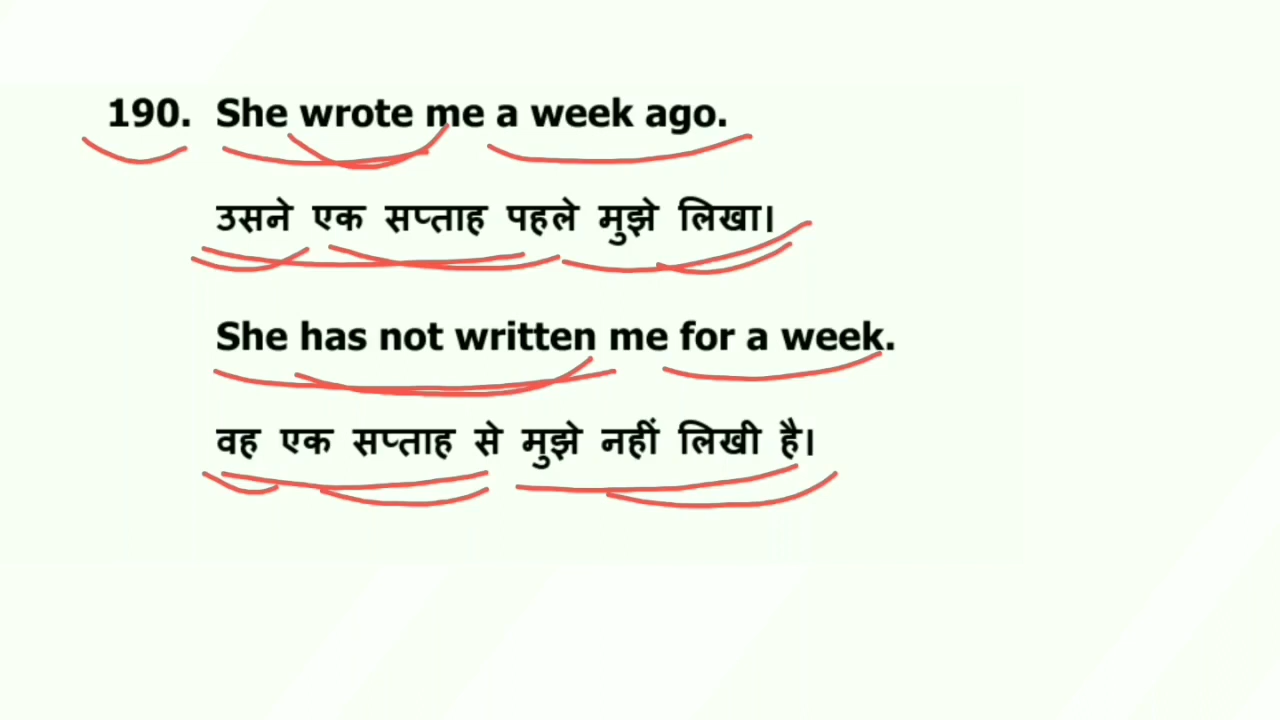 190. She wrote me a week ago.
उसने एक सप्ताह पहले मुझे लिखा।
She has not written me for a week.
वह एक सप्ताह से मुझे नहीं लिखी है।